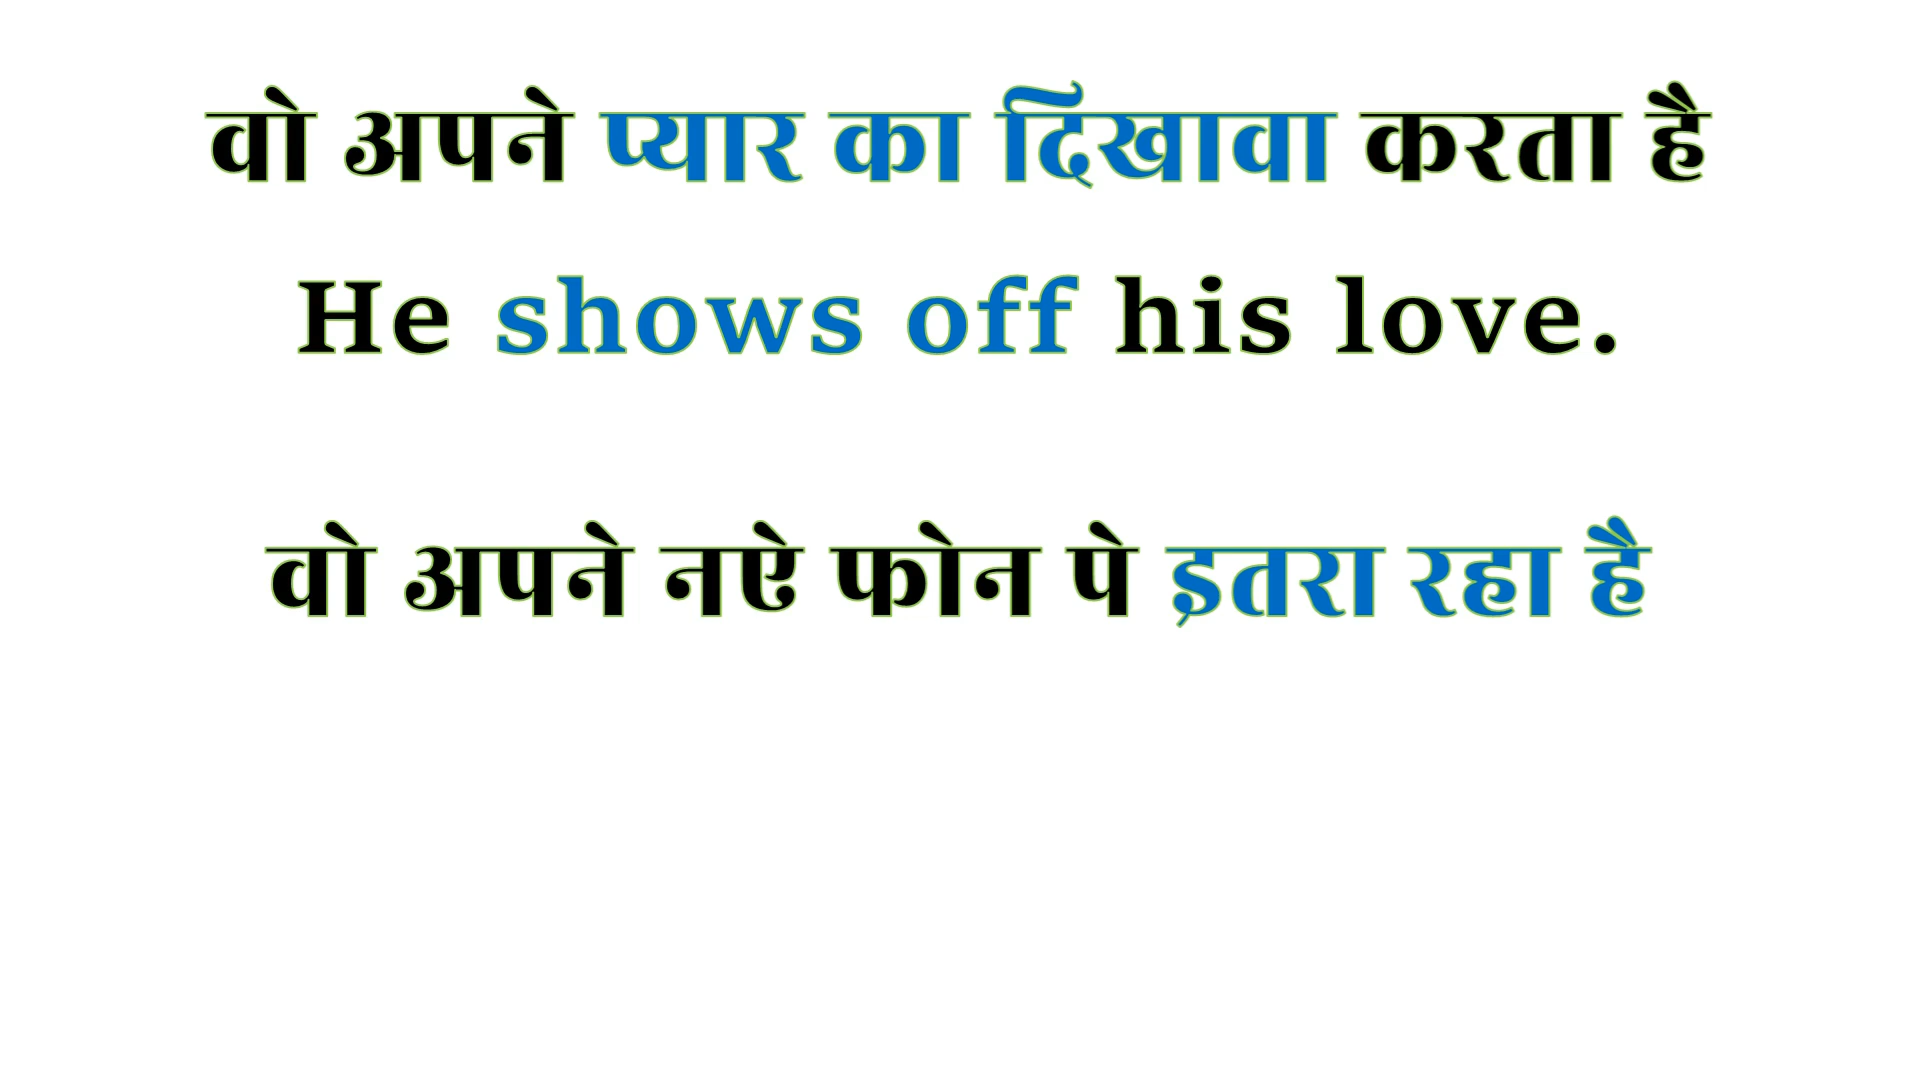 वो अपने प्यार का दिखावा करता है
He shows off his love.
वो अपने नऐ फोन पे इतरा रहा है